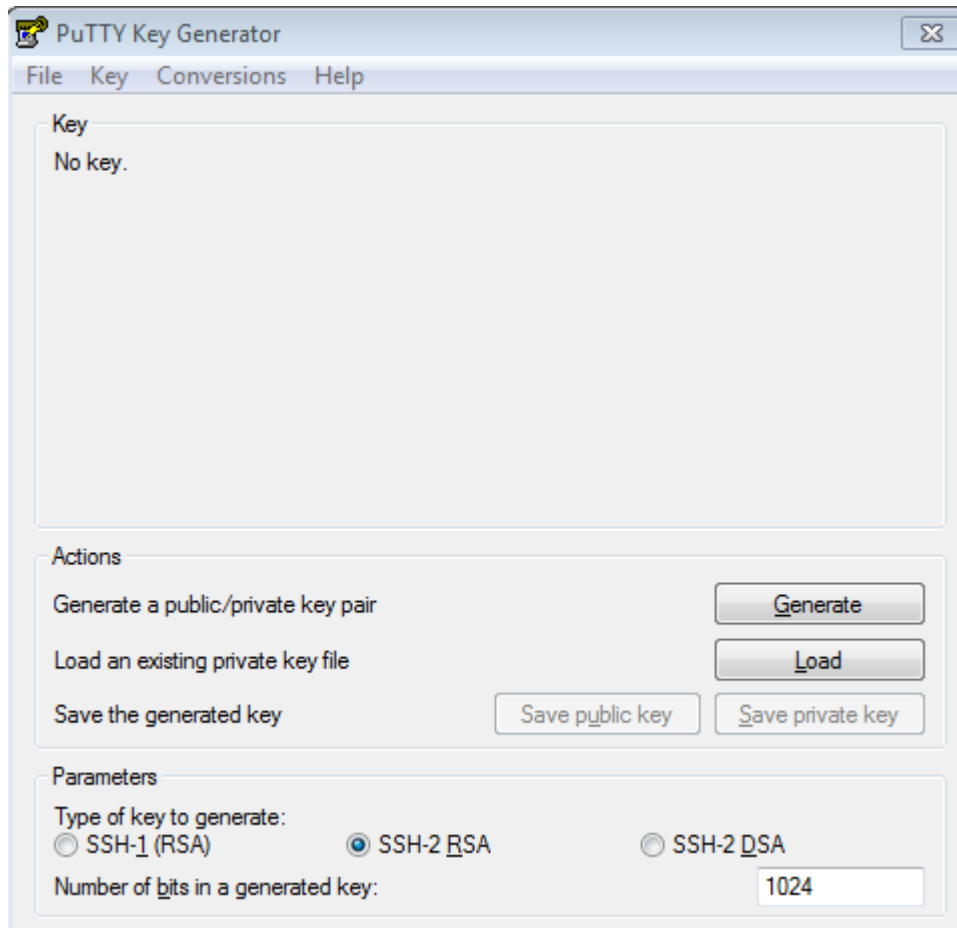 PuTTY Key Generator
File Key Conversions Help
Key
No key.
Actions
Generate a public/private key pair
Generate
Load an existing private key file
Load
Save the generated key
Save public key
Save private key
Parameters
Type of key to generate:
SSH-1 (RSA)
SSH-2 RSA
SSH-2 DSA
Number of bits in a generated key:
1024